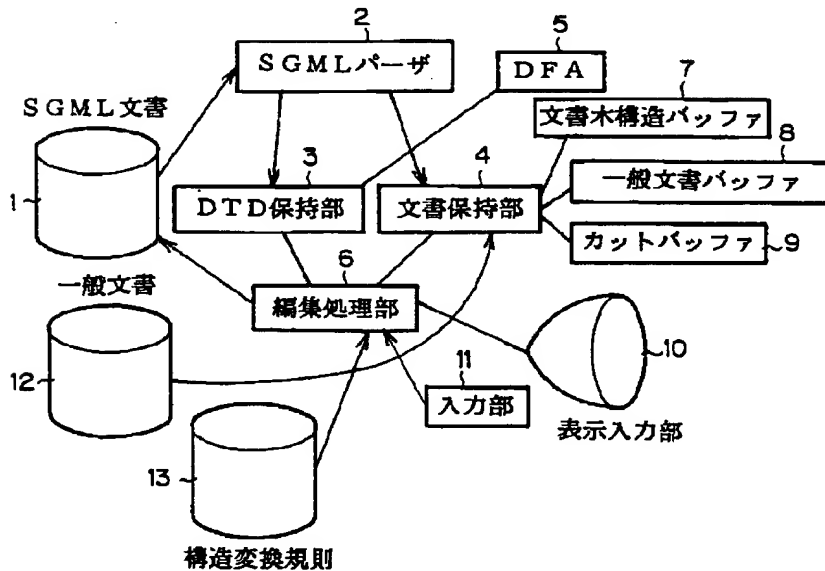 2
SGMLパーザ
5
DFA
7
文書木構造バッファ
SGML文書
8
一般文書バッファ
3
DTD保持部
4
文書保持部
1
カットバッファ
9
6
編集処理部
一般文書
10
12
11
入力部
表示入力部
13
構造変換規則